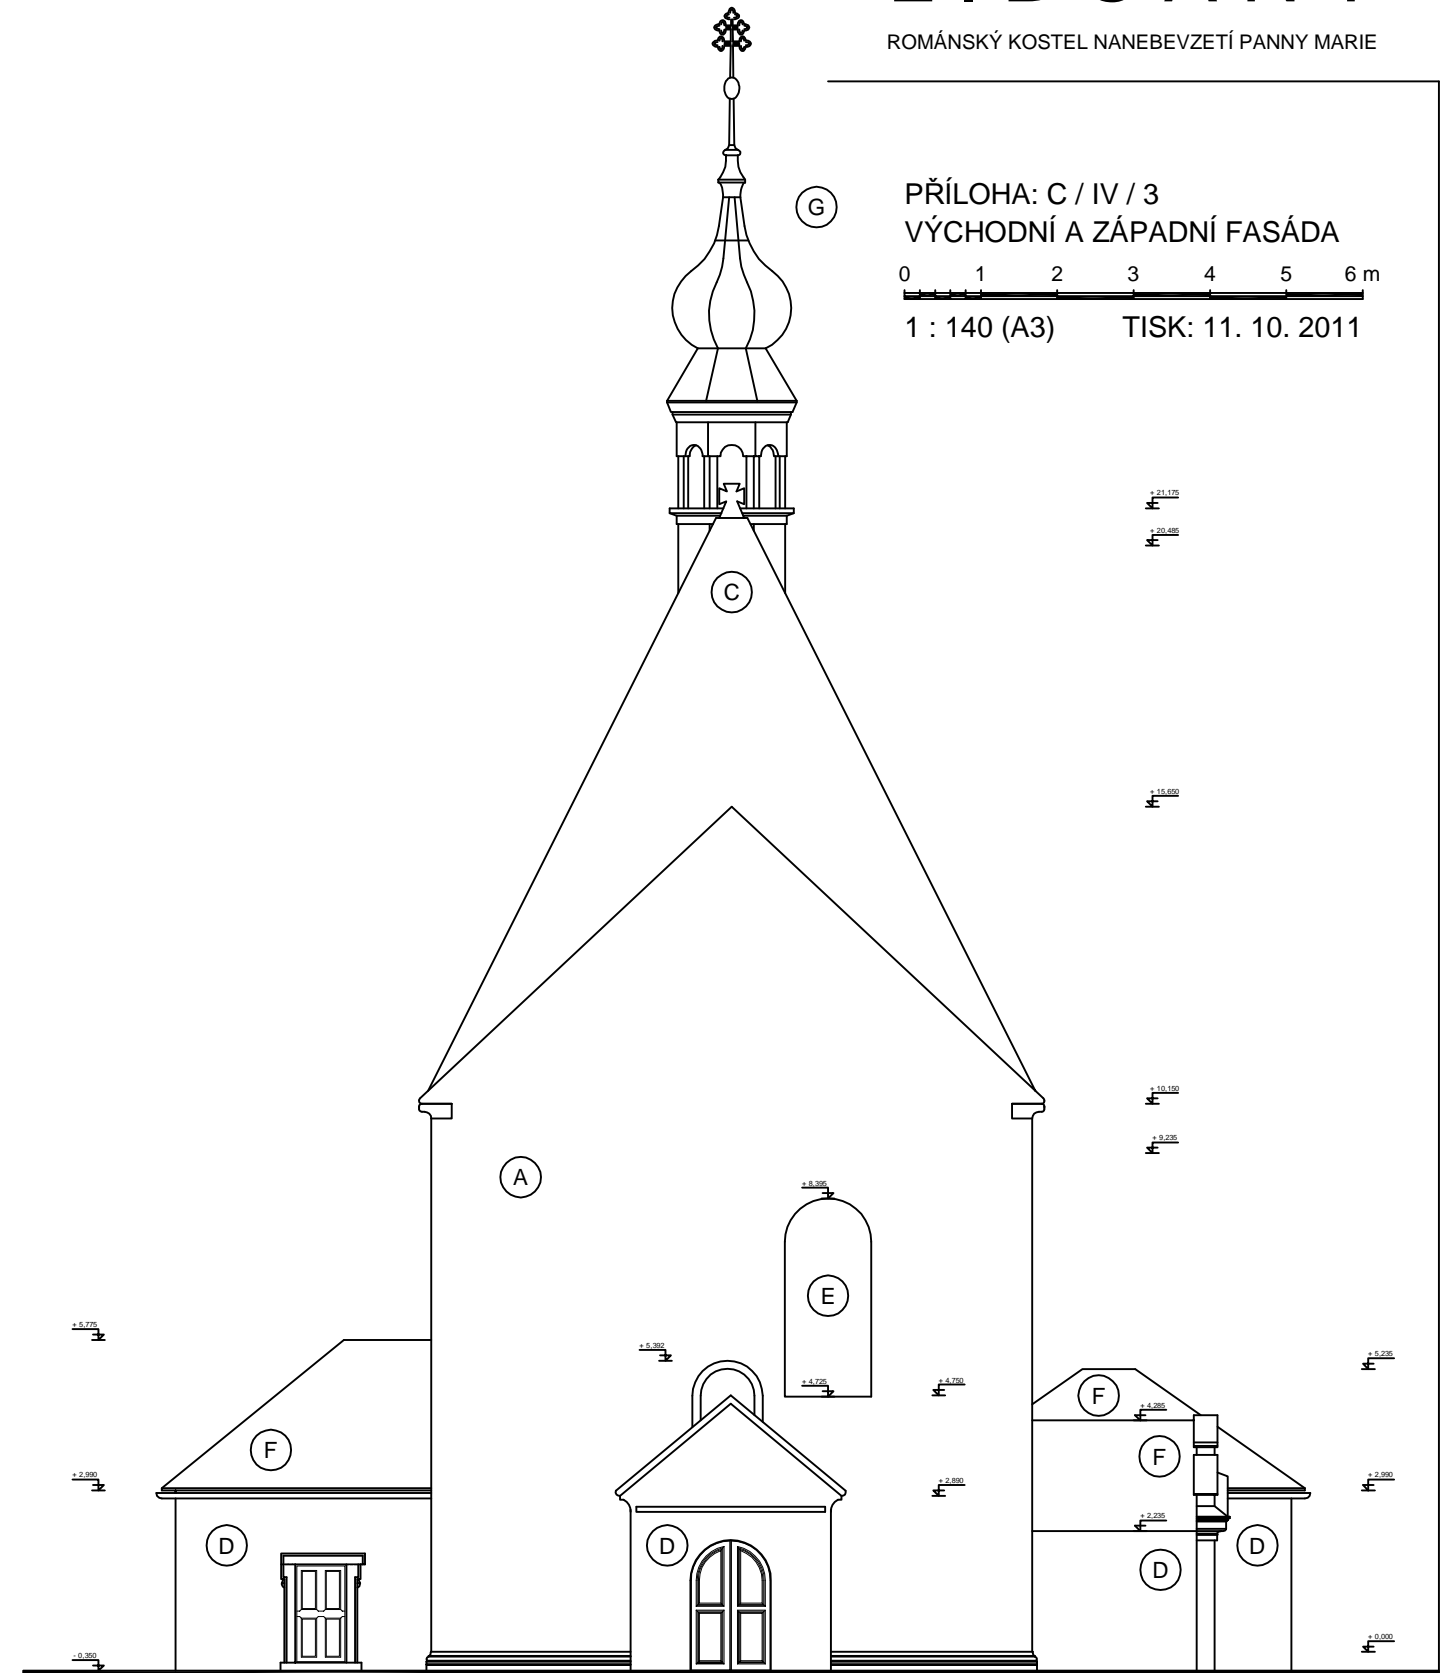 ROMÁNSKÝ KOSTEL NANEBEVZETÍ PANNY MARIE
PŘÍLOHA: C / IV / 3
VÝCHODNÍ A ZÁPADNÍ FASÁDA
0 1 2 3 4 5 6 m
1 : 140 (A3) TISK: 11. 10. 2011
G
+ 21,175
+ 20,485
C
+ 15,650
+ 10,150
+ 9,235
A
+ 8,395
E
+ 5,775
+ 5,392
+ 5,235
+ 4,725
+ 4,750
F
+ 4,285
F
F
+ 2,990
+ 2,890
+ 2,990
+ 2,235
D
D
D
D
- 0,350
+ 0,000